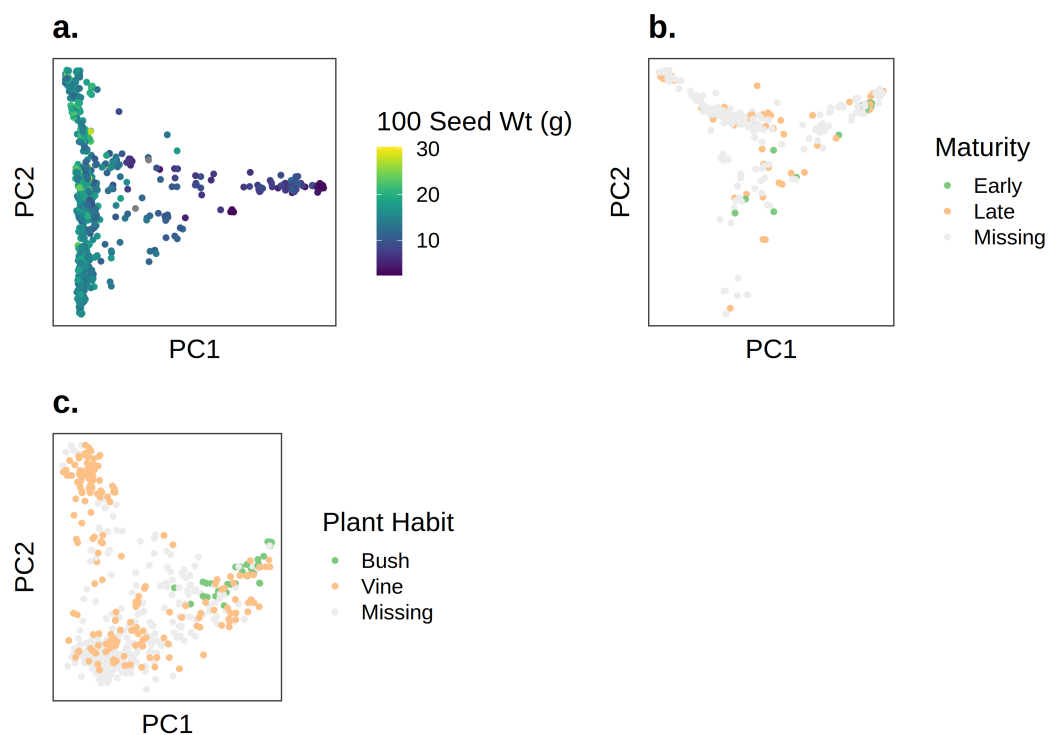 a.
PC2
PC1
100 Seed Wt (g)
30
20
10
b.
PC2
PC1
Maturity
Early
Late
Missing
c.
PC2
PC1
Plant Habit
Bush
Vine
Missing